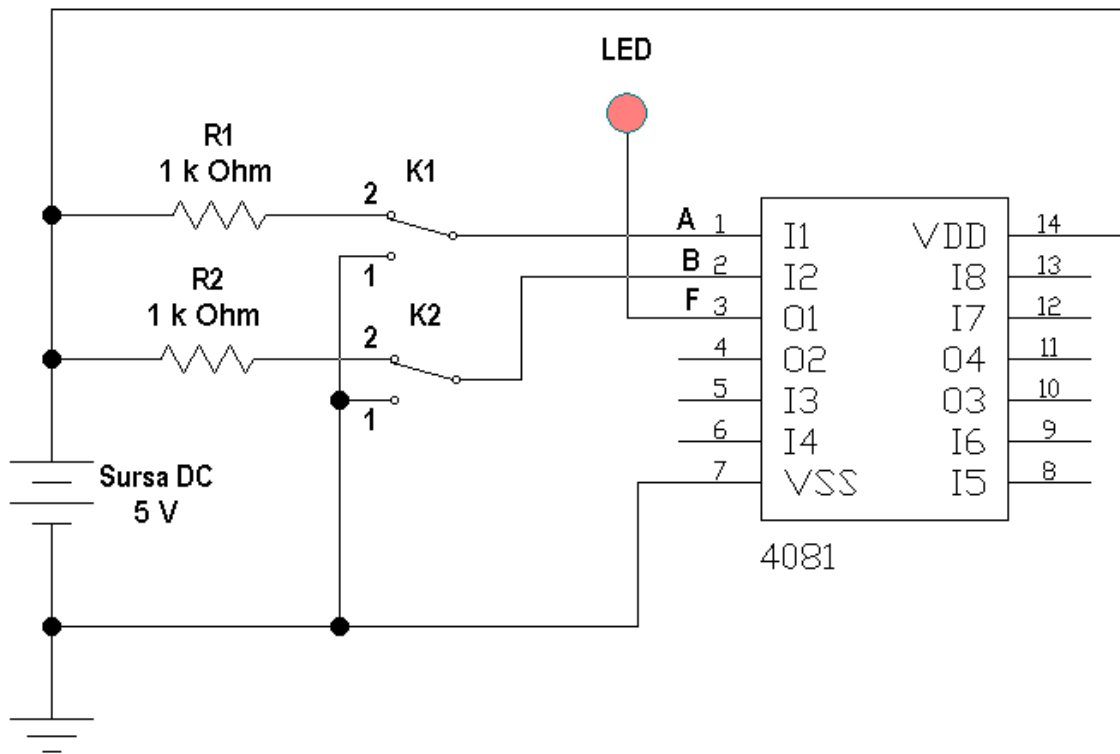 LED
R1
1 k Ohm
K1
2
1
R2
1 k Ohm
K2
2
1
Sursa DC
5 V
A 1 I1 VDD 14
B 2 I2 I8 13
F 3 O1 I7 12
4 O2 O4 11
5 I3 O3 10
6 I4 I6 9
7 VSS I5 8
4081